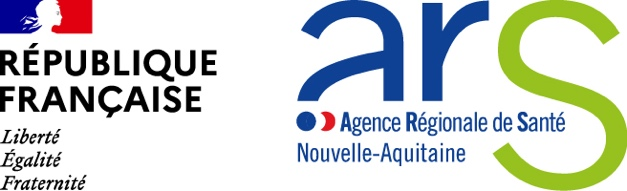 RÉPUBLIQUE
FRANÇAISE
Liberté
Égalité
Fraternité
ars
Agence Régionale de Santé
Nouvelle-Aquitaine